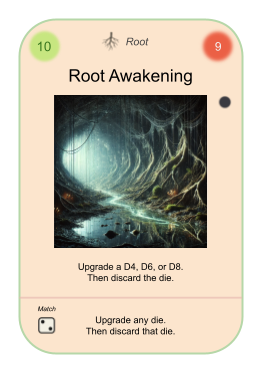 10
Root
9
Root Awakening
Upgrade a D4, D6, or D8.
Then discard the die.
Match
Upgrade any die.
Then discard that die.